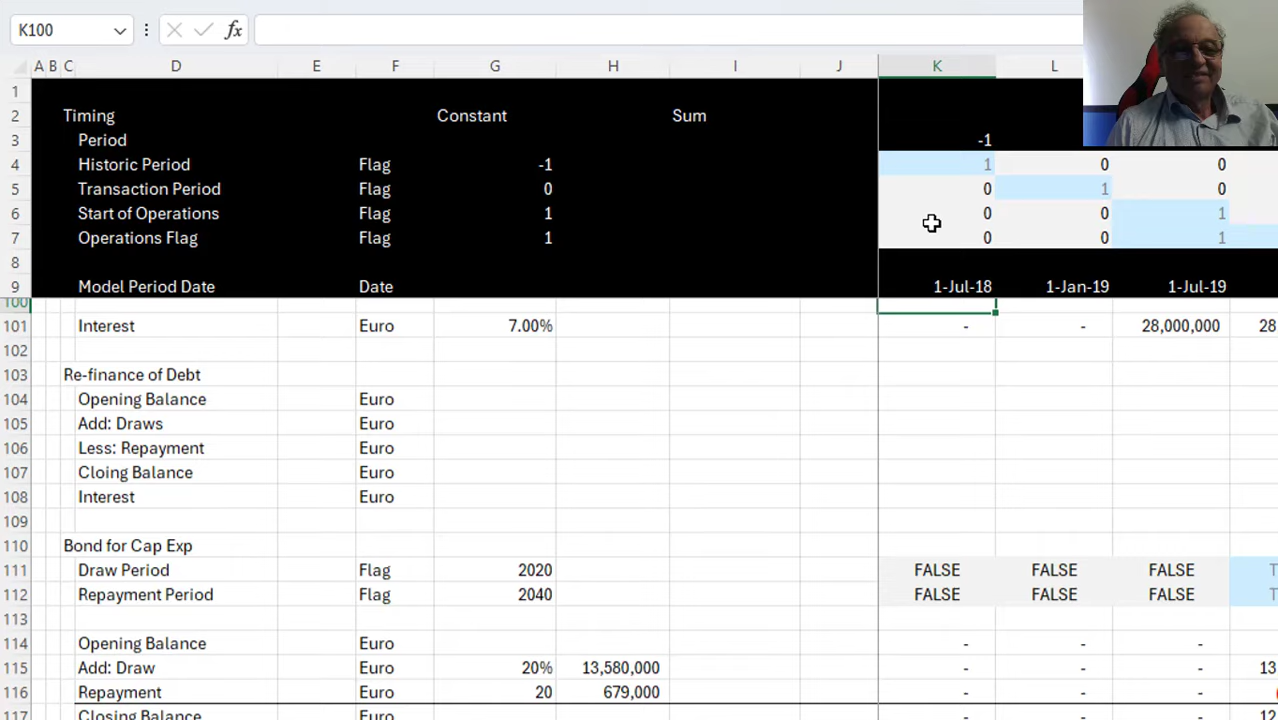 K100 fx
A B C D E F G H I J K L
1
2 Timing Constant Sum
3 Period -1
4 Historic Period Flag -1 1 0 0
5 Transaction Period Flag 0 0 1 0
6 Start of Operations Flag 1 0 0 1
7 Operations Flag Flag 1 0 0 1
8
9 Model Period Date Date 1-Jul-18 1-Jan-19 1-Jul-19
100
101 Interest Euro 7.00% - - 28,000,000 28
102
103 Re-finance of Debt
104 Opening Balance Euro
105 Add: Draws Euro
106 Less: Repayment Euro
107 Cloing Balance Euro
108 Interest Euro
109
110 Bond for Cap Exp
111 Draw Period Flag 2020 FALSE FALSE FALSE T
112 Repayment Period Flag 2040 FALSE FALSE FALSE T
113
114 Opening Balance Euro - - -
115 Add: Draw Euro 20% 13,580,000 - - - 13
116 Repayment Euro 20 679,000 - - - (
117 Closing Balance Euro - - - 12